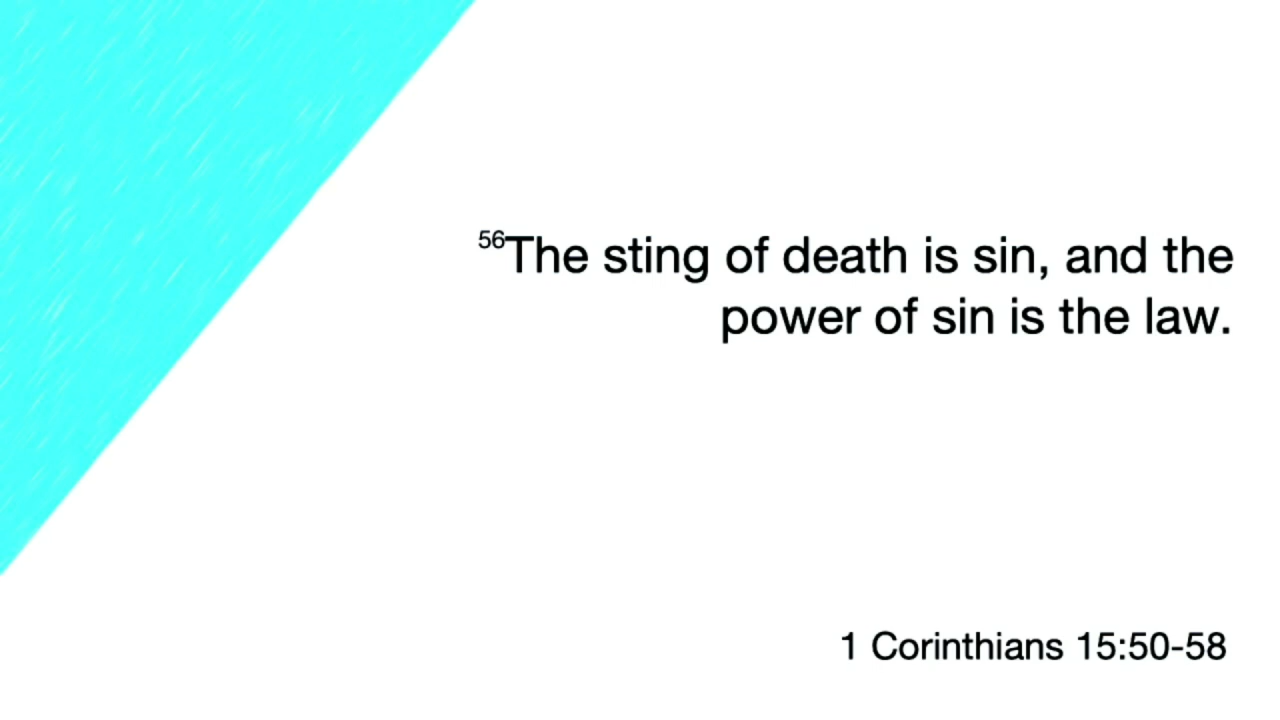 56The sting of death is sin, and the
power of sin is the law.
1 Corinthians 15:50-58